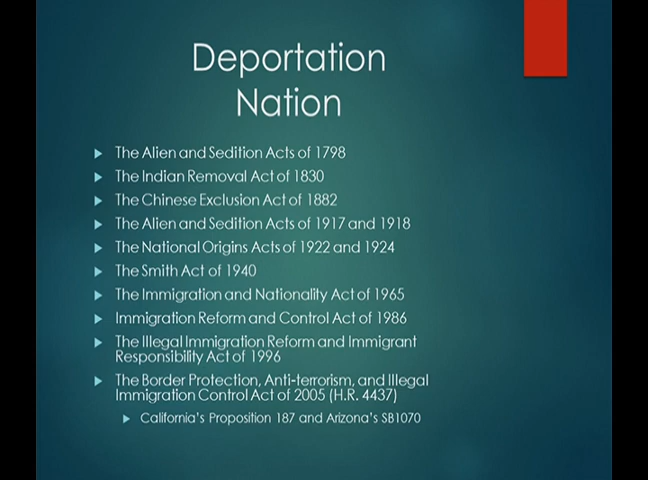 Deportation
Nation
The Alien and Sedition Acts of 1798
The Indian Removal Act of 1830
The Chinese Exclusion Act of 1882
The Alien and Sedition Acts of 1917 and 1918
The National Origins Acts of 1922 and 1924
The Smith Act of 1940
The Immigration and Nationality Act of 1965
Immigration Reform and Control Act of 1986
The Illegal Immigration Reform and Immigrant
Responsibility Act of 1996
The Border Protection, Anti-terrorism, and Illegal
Immigration Control Act of 2005 (H.R. 4437)
California's Proposition 187 and Arizona's SB1070